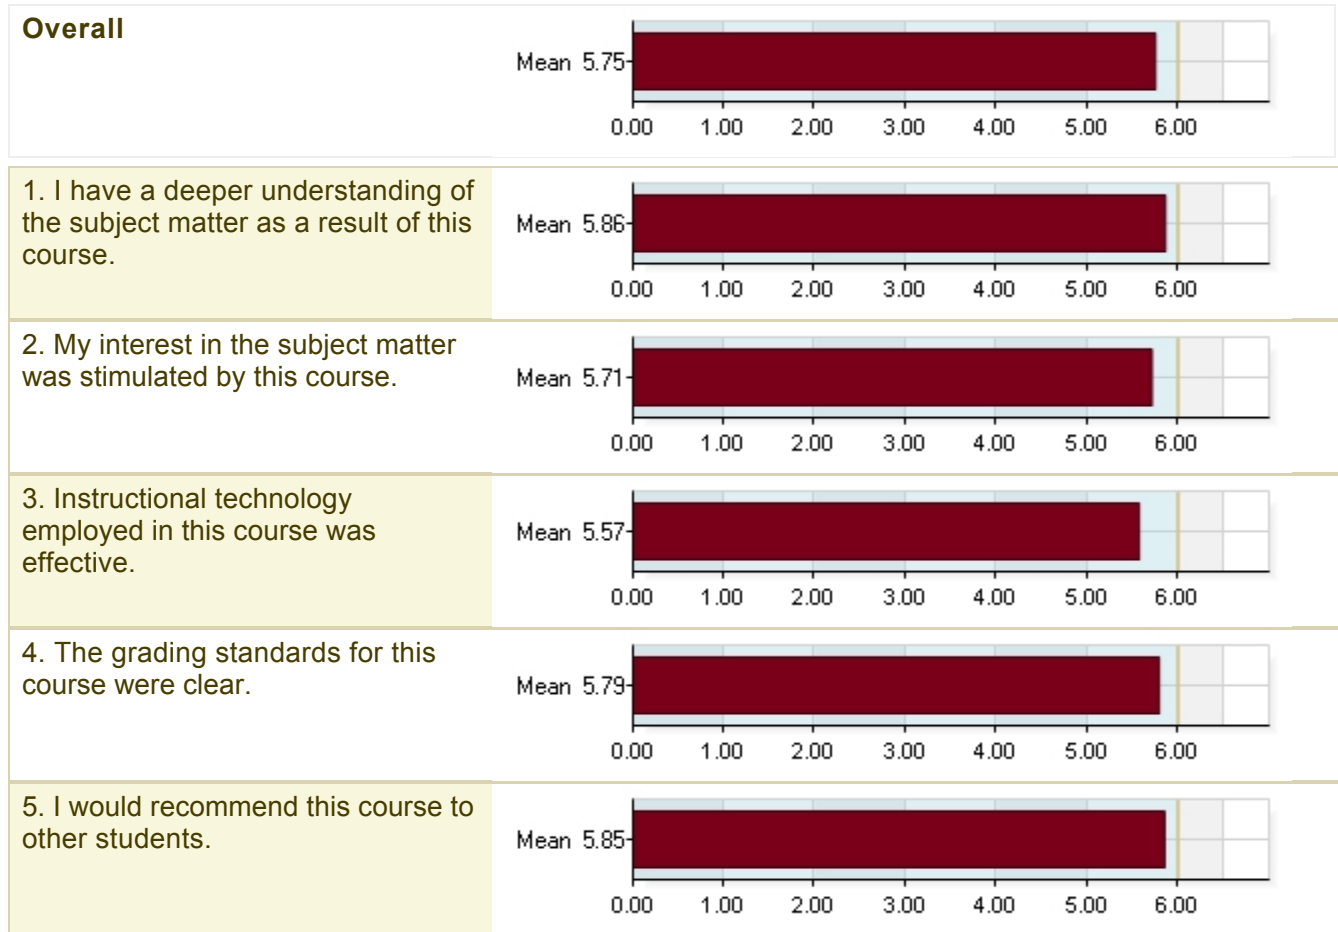 Overall
Mean 5.75
0.00 1.00 2.00 3.00 4.00 5.00 6.00
1. I have a deeper understanding of
the subject matter as a result of this
course.
Mean 5.86
0.00 1.00 2.00 3.00 4.00 5.00 6.00
2. My interest in the subject matter
was stimulated by this course.
Mean 5.71
0.00 1.00 2.00 3.00 4.00 5.00 6.00
3. Instructional technology
employed in this course was
effective.
Mean 5.57
0.00 1.00 2.00 3.00 4.00 5.00 6.00
4. The grading standards for this
course were clear.
Mean 5.79
0.00 1.00 2.00 3.00 4.00 5.00 6.00
5. I would recommend this course to
other students.
Mean 5.85
0.00 1.00 2.00 3.00 4.00 5.00 6.00